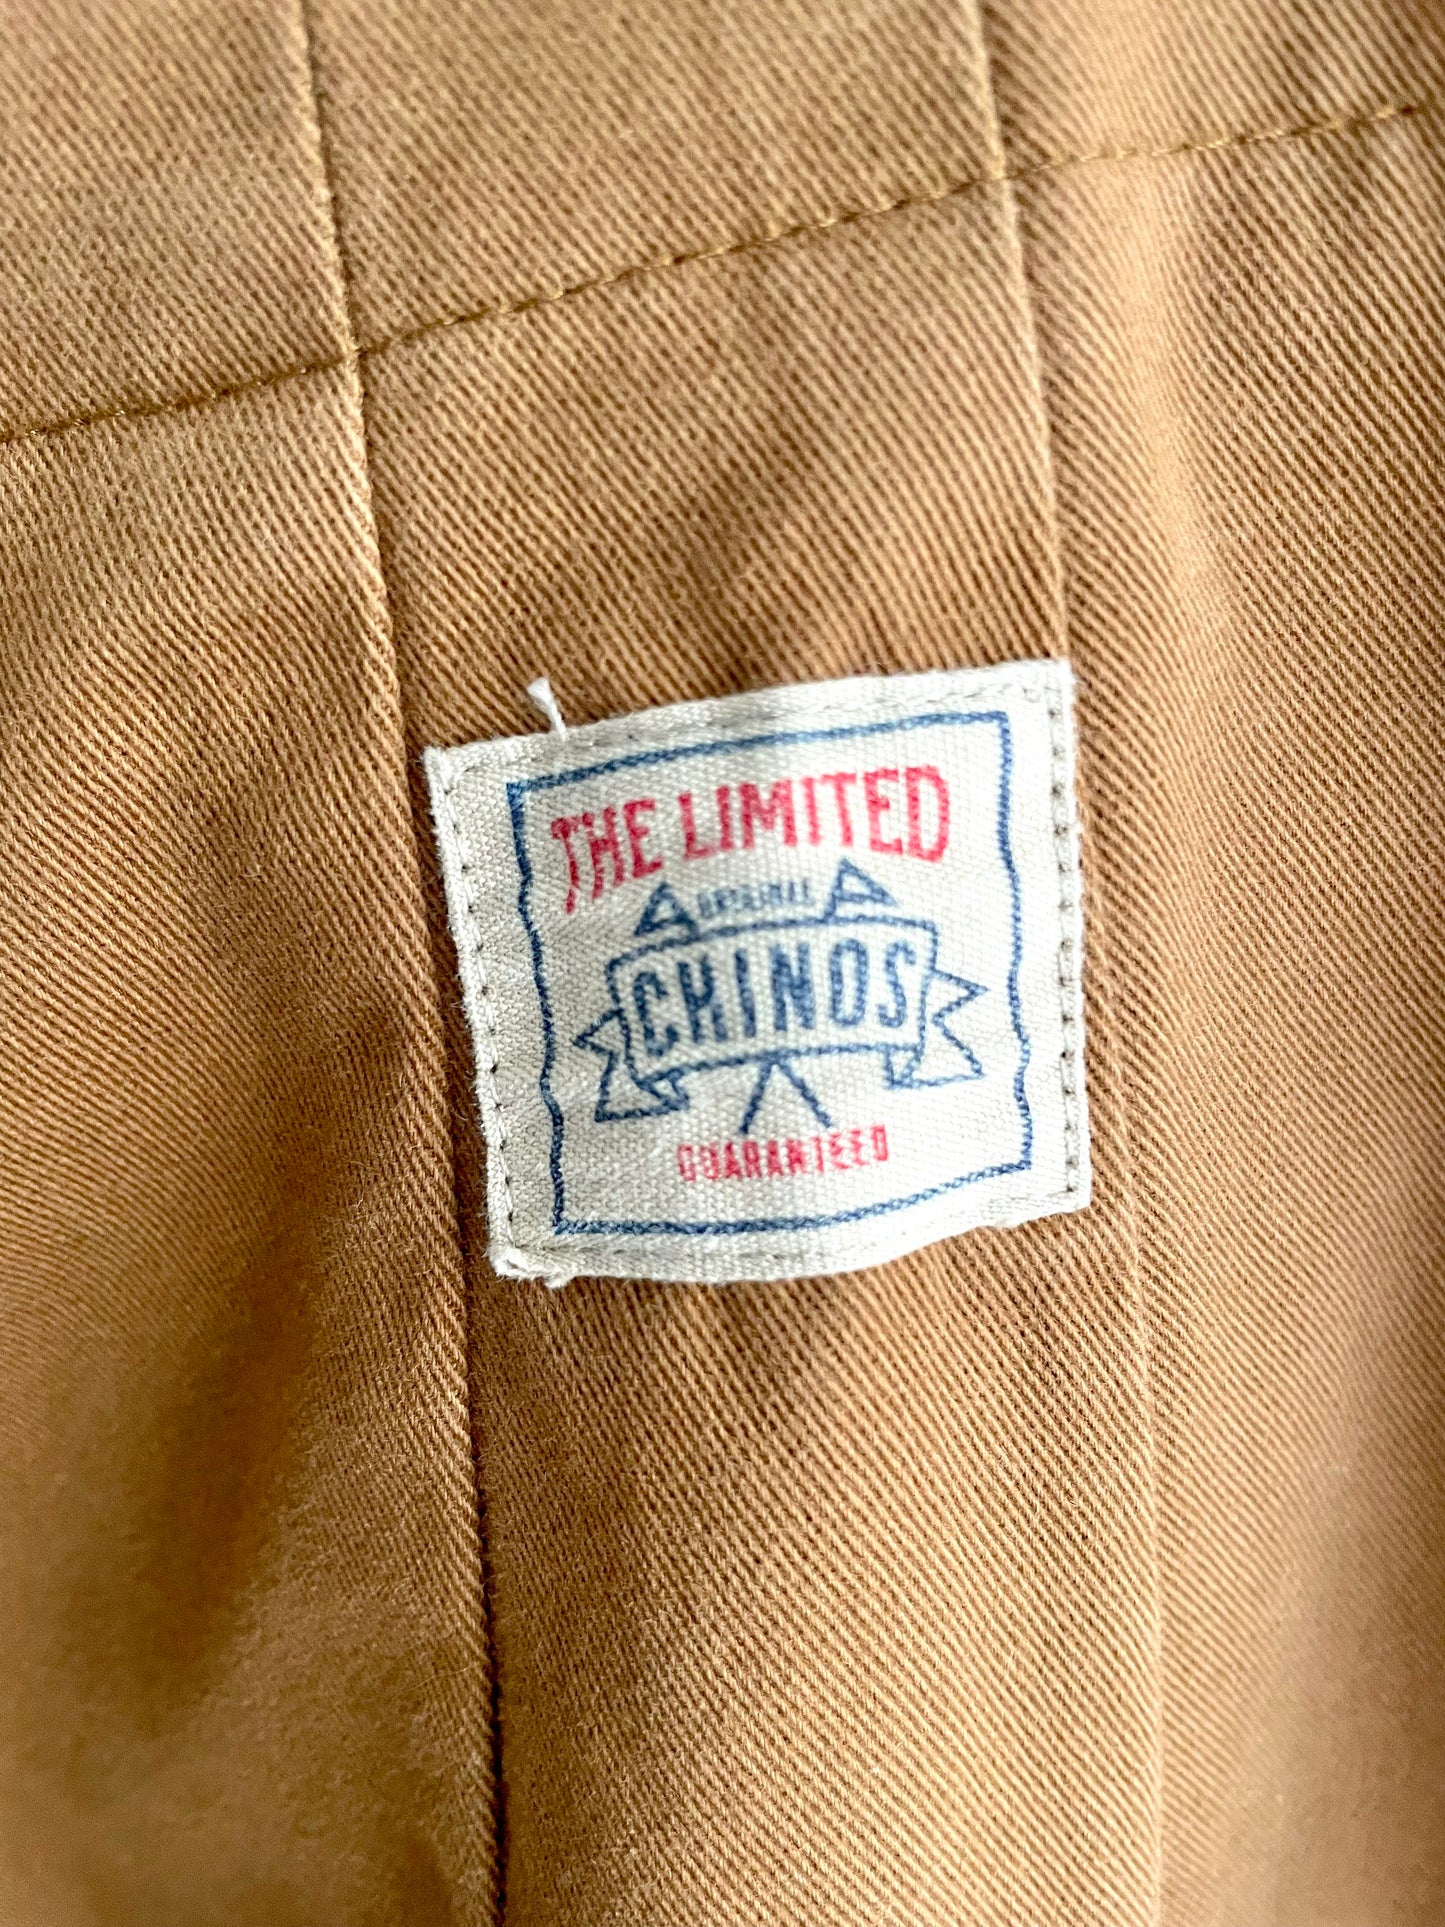 THE LIMITED
ORIGINAL
CHINOS
GUARANTEED